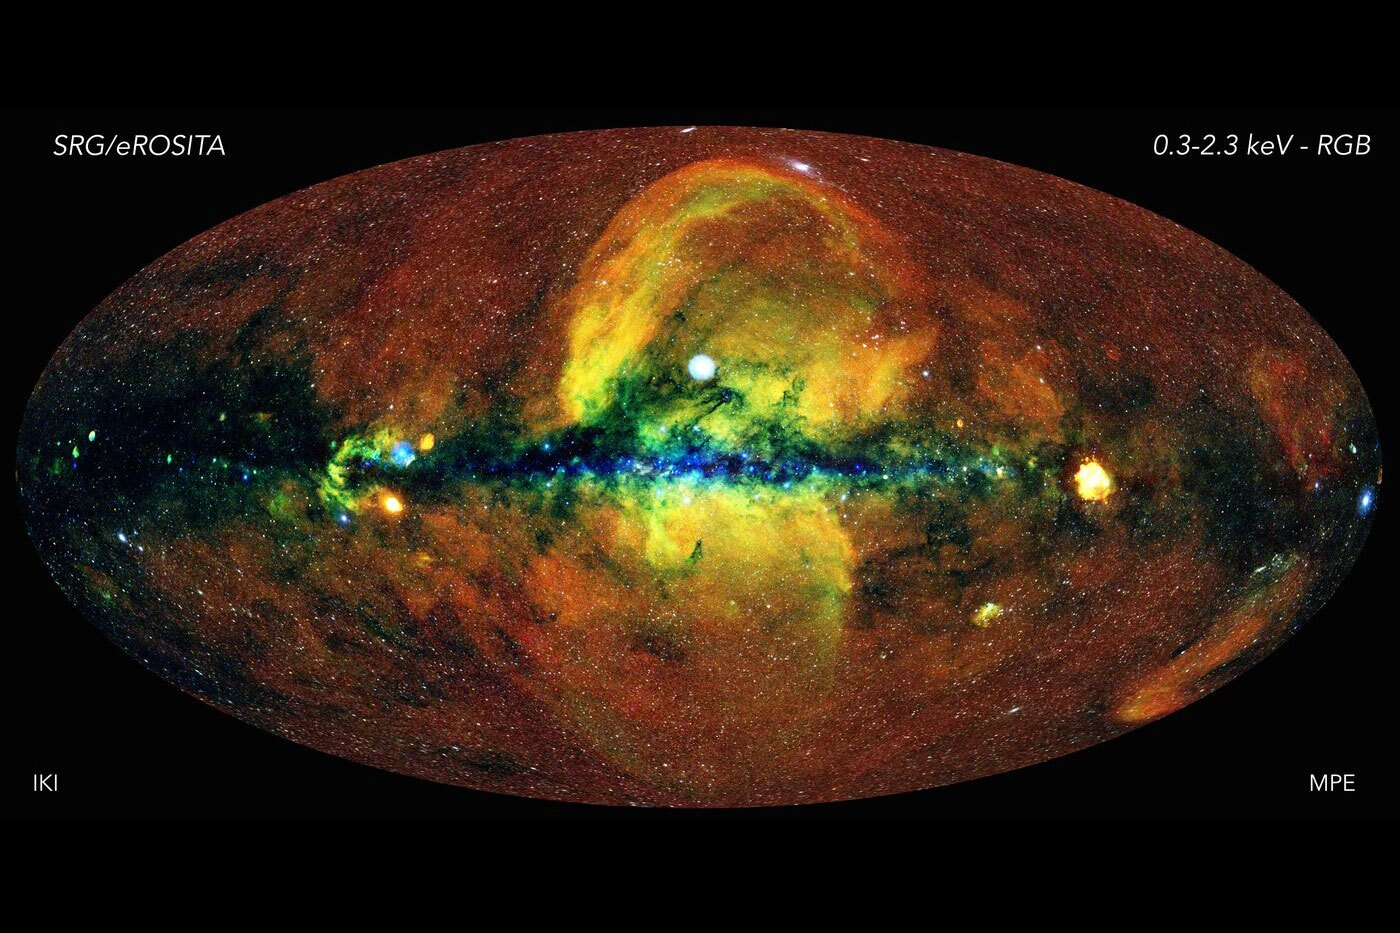 SRG/eROSITA
0.3-2.3 keV - RGB
IKI
MPE